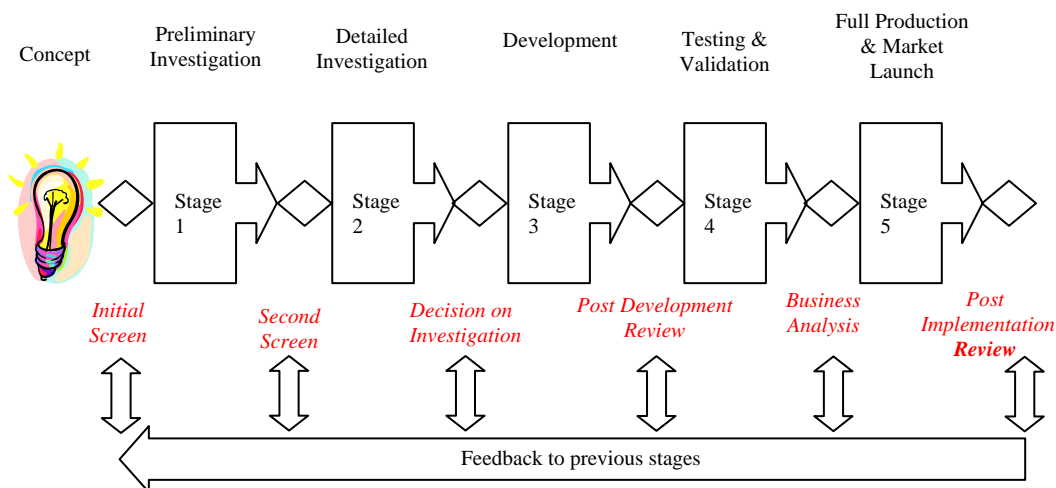 Concept
Preliminary
Investigation
Detailed
Investigation
Development
Testing &
Validation
Full Production
& Market
Launch
Stage
1
Stage
2
Stage
3
Stage
4
Stage
5
Initial
Screen
Second
Screen
Decision on
Investigation
Post Development
Review
Business
Analysis
Post
Implementation
Review
Feedback to previous stages